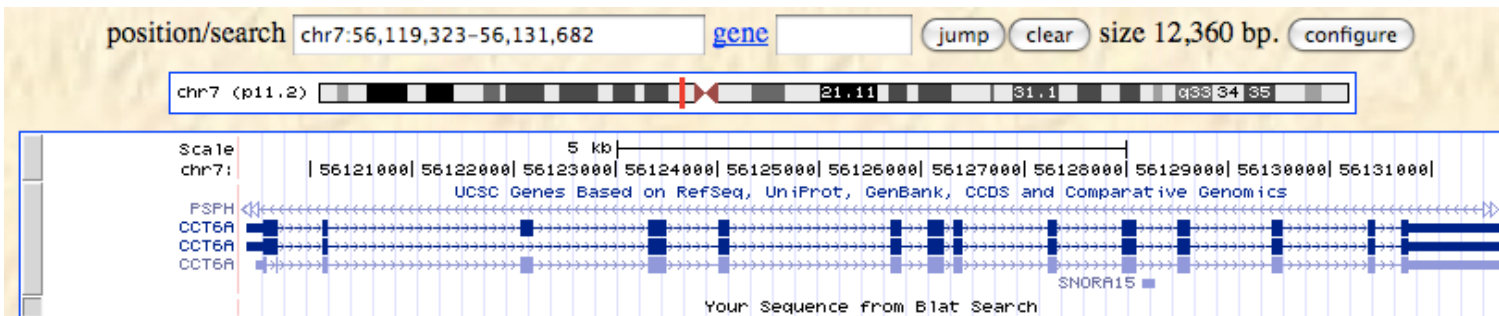 position/search chr7:56,119,323-56,131,682 gene jump clear size 12,360 bp. configure
chr7 (p11.2) 21.11 31.1 q33 34 35
Scale 5 kb
chr7: | 56121000| 56122000| 56123000| 56124000| 56125000| 56126000| 56127000| 56128000| 56129000| 56130000| 56131000|
UCSC Genes Based on RefSeq, UniProt, GenBank, CCDS and Comparative Genomics
PSPH
CCT6A
CCT6A
CCT6A
SNORA15
Your Sequence from Blat Search